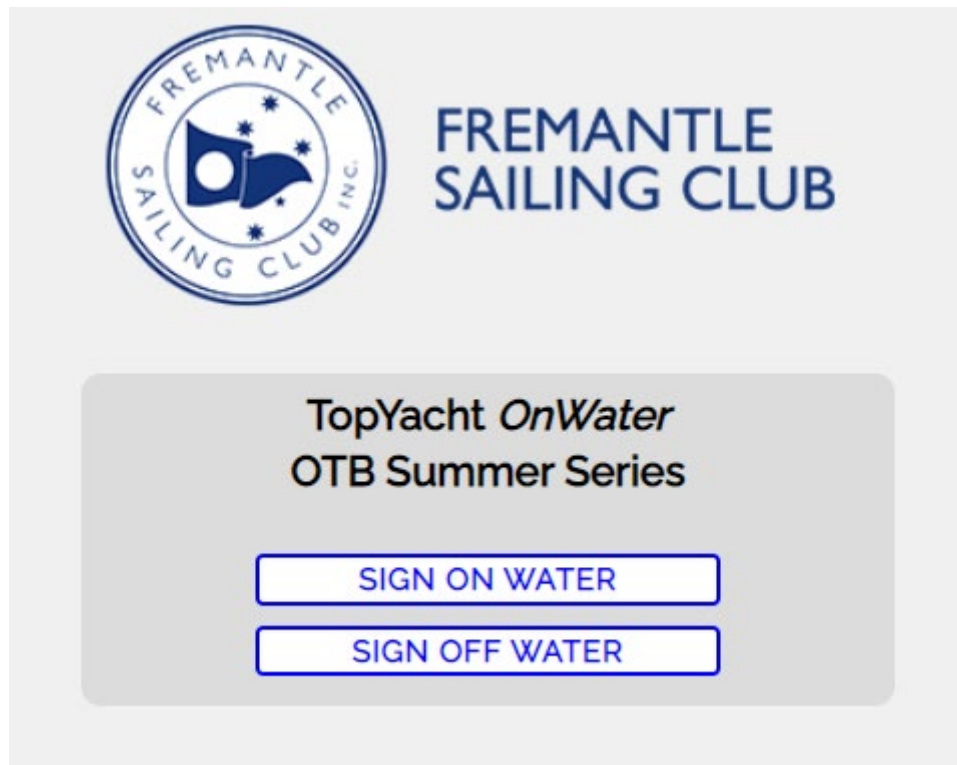 FREMANTLE
SAILING CLUB INC.
FREMANTLE
SAILING CLUB
TopYacht OnWater
OTB Summer Series
SIGN ON WATER
SIGN OFF WATER